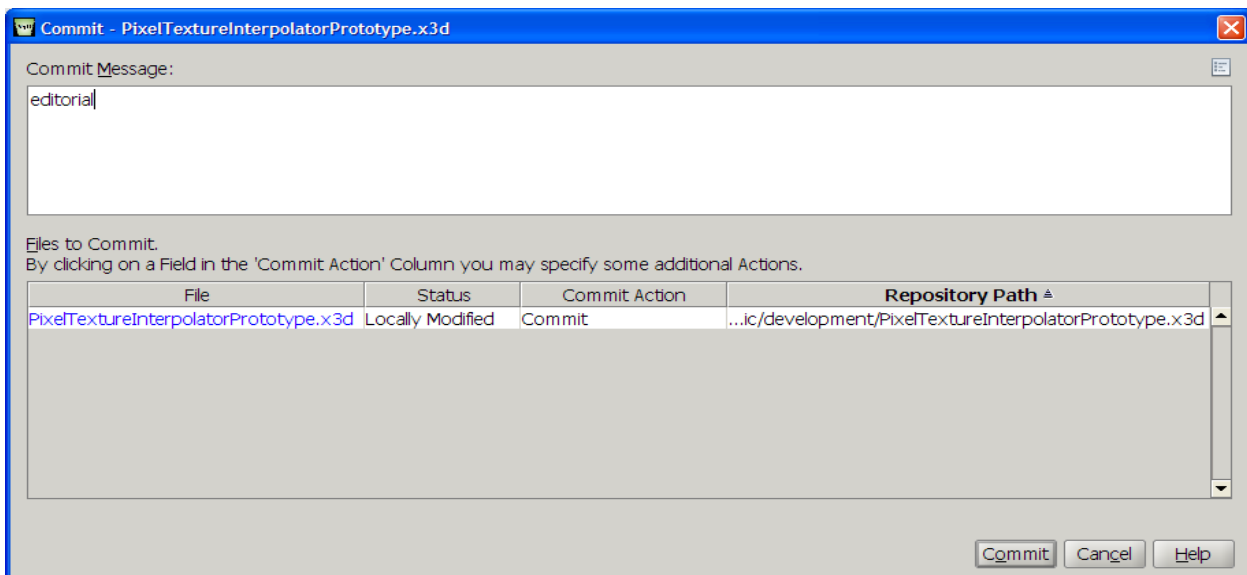 Commit - PixelTextureInterpolatorPrototype.x3d
Commit Message:
editorial
Files to Commit.
By clicking on a Field in the 'Commit Action' Column you may specify some additional Actions.
File Status Commit Action Repository Path
PixelTextureInterpolatorPrototype.x3d Locally Modified Commit ...ic/development/PixelTextureInterpolatorPrototype.x3d
Commit Cancel Help